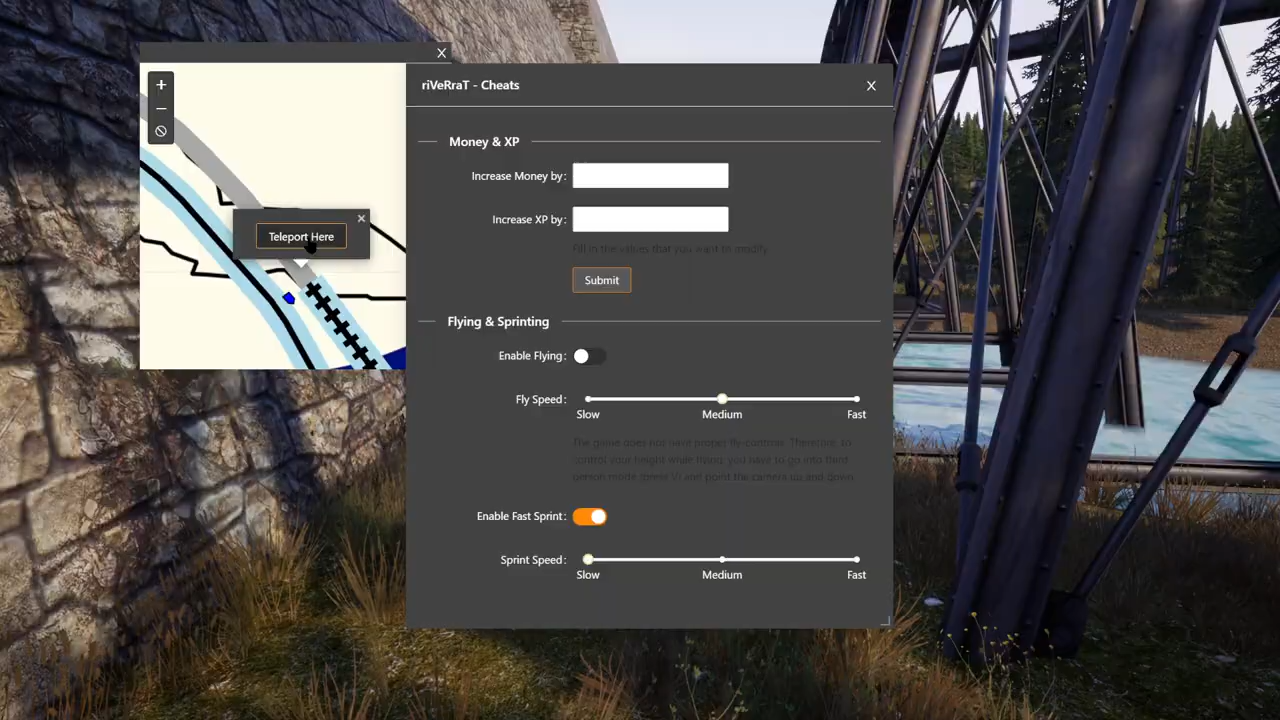 X
+
−
Teleport Here
×
riVeRraT - Cheats
X
Money & XP
Increase Money by:
Increase XP by:
Fill in the values that you want to modify
Submit
Flying & Sprinting
Enable Flying:
Fly Speed:
Slow Medium Fast
The game does not have proper fly-controls. Therefore, to
control your height while flying, you have to go into third
person mode (press V) and point the camera up and down.
Enable Fast Sprint:
Sprint Speed:
Slow Medium Fast